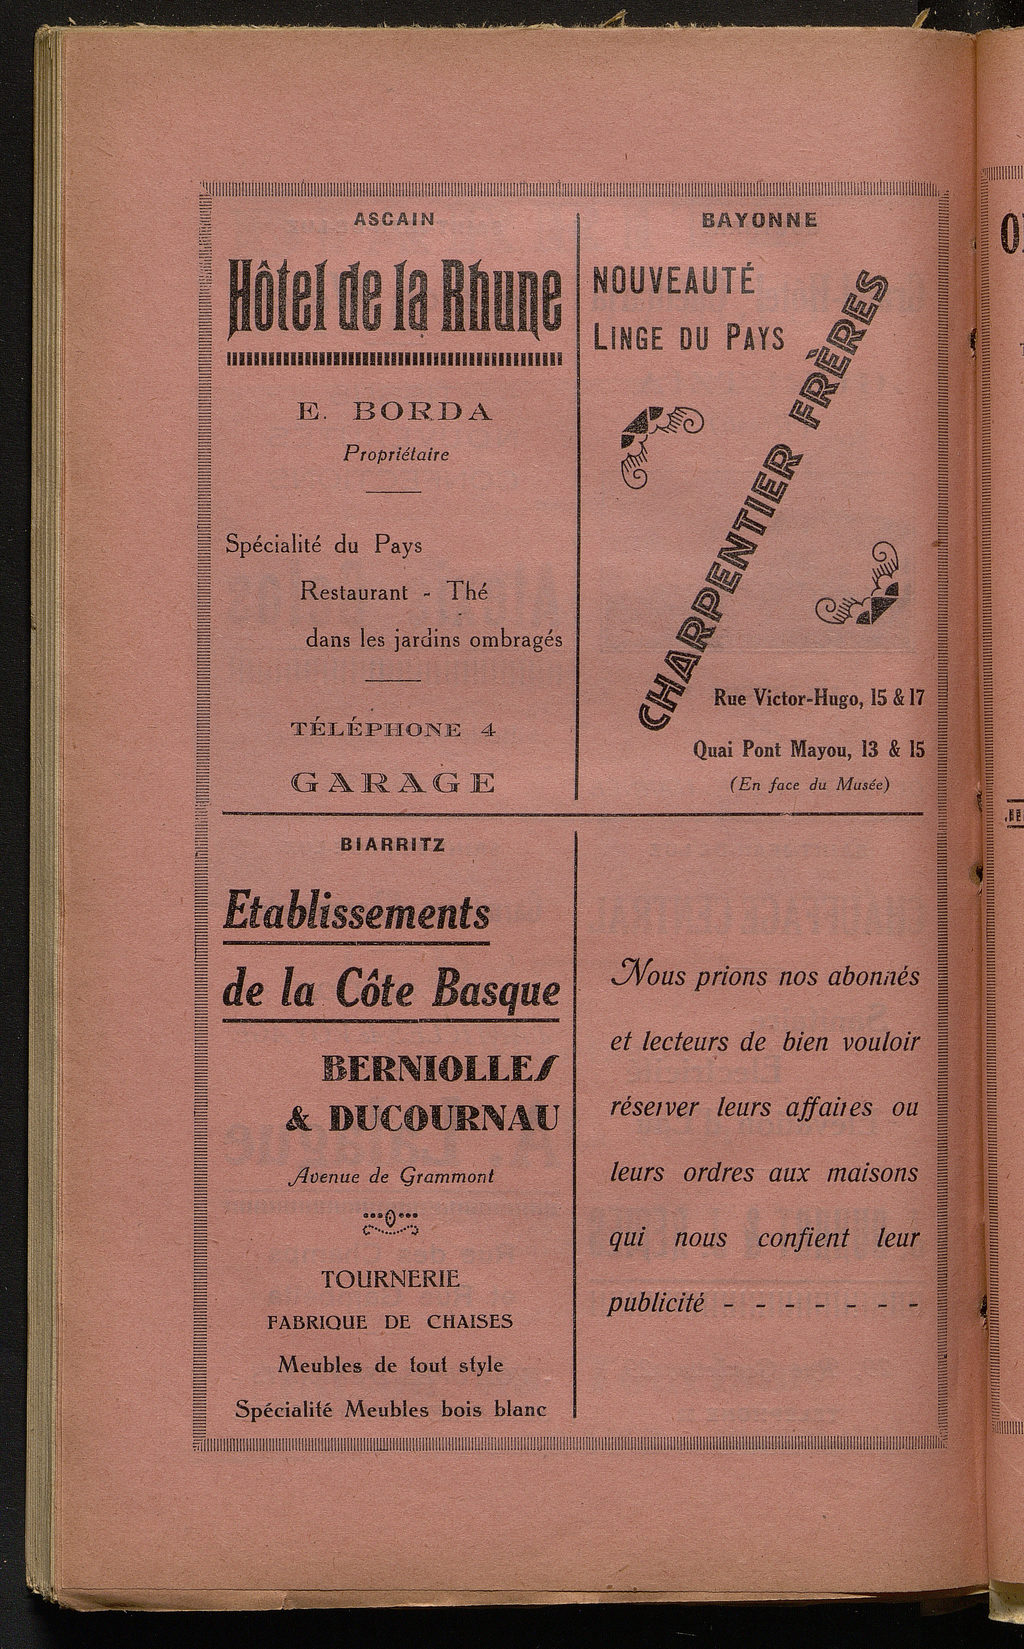 ASCAIN
Hôtel de la Rhune
E. BORDA
Propriétaire
Spécialité du Pays
Restaurant - Thé
dans les jardins ombragés
TÉLÉPHONE 4
GARAGE
BAYONNE
NOUVEAUTÉ
LINGE DU PAYS
CHARPENTIER FRÈRES
Rue Victor-Hugo, 15 & 17
Quai Pont Mayou, 13 & 15
(En face du Musée)
BIARRITZ
Etablissements
de la Côte Basque
BERNIOLLES
& DUCOURNAU
Avenue de Grammont
TOURNERIE
FABRIQUE DE CHAISES
Meubles de tout style
Spécialité Meubles bois blanc
Nous prions nos abonnés
et lecteurs de bien vouloir
réserver leurs affaires ou
leurs ordres aux maisons
qui nous confient leur
publicité - - - - - - -